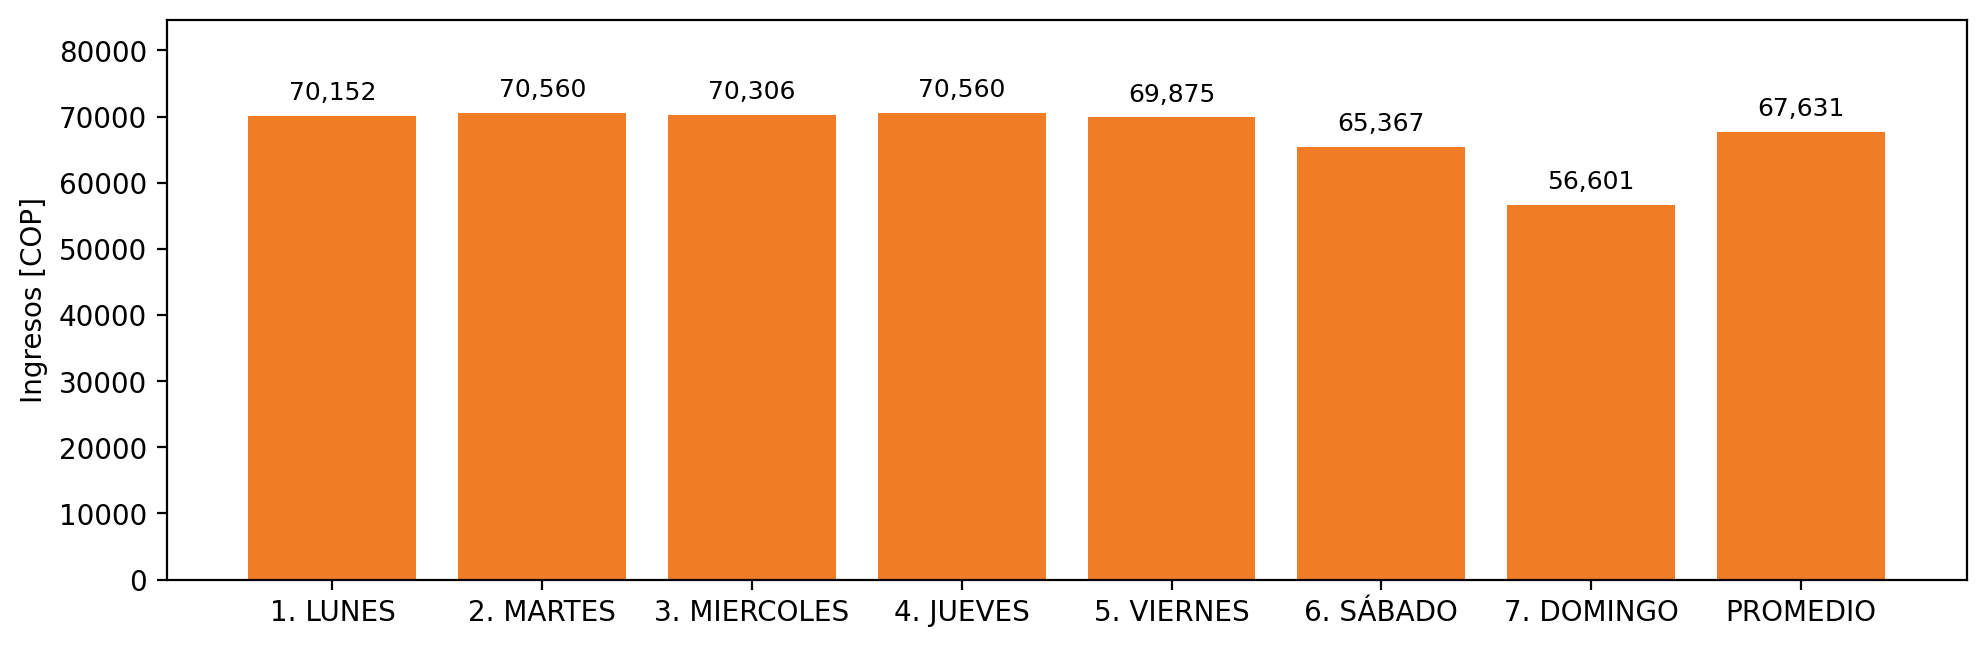 Ingresos [COP]
80000
70000
60000
50000
40000
30000
20000
10000
0
70,152
70,560
70,306
70,560
69,875
65,367
56,601
67,631
1. LUNES
2. MARTES
3. MIERCOLES
4. JUEVES
5. VIERNES
6. SÁBADO
7. DOMINGO
PROMEDIO